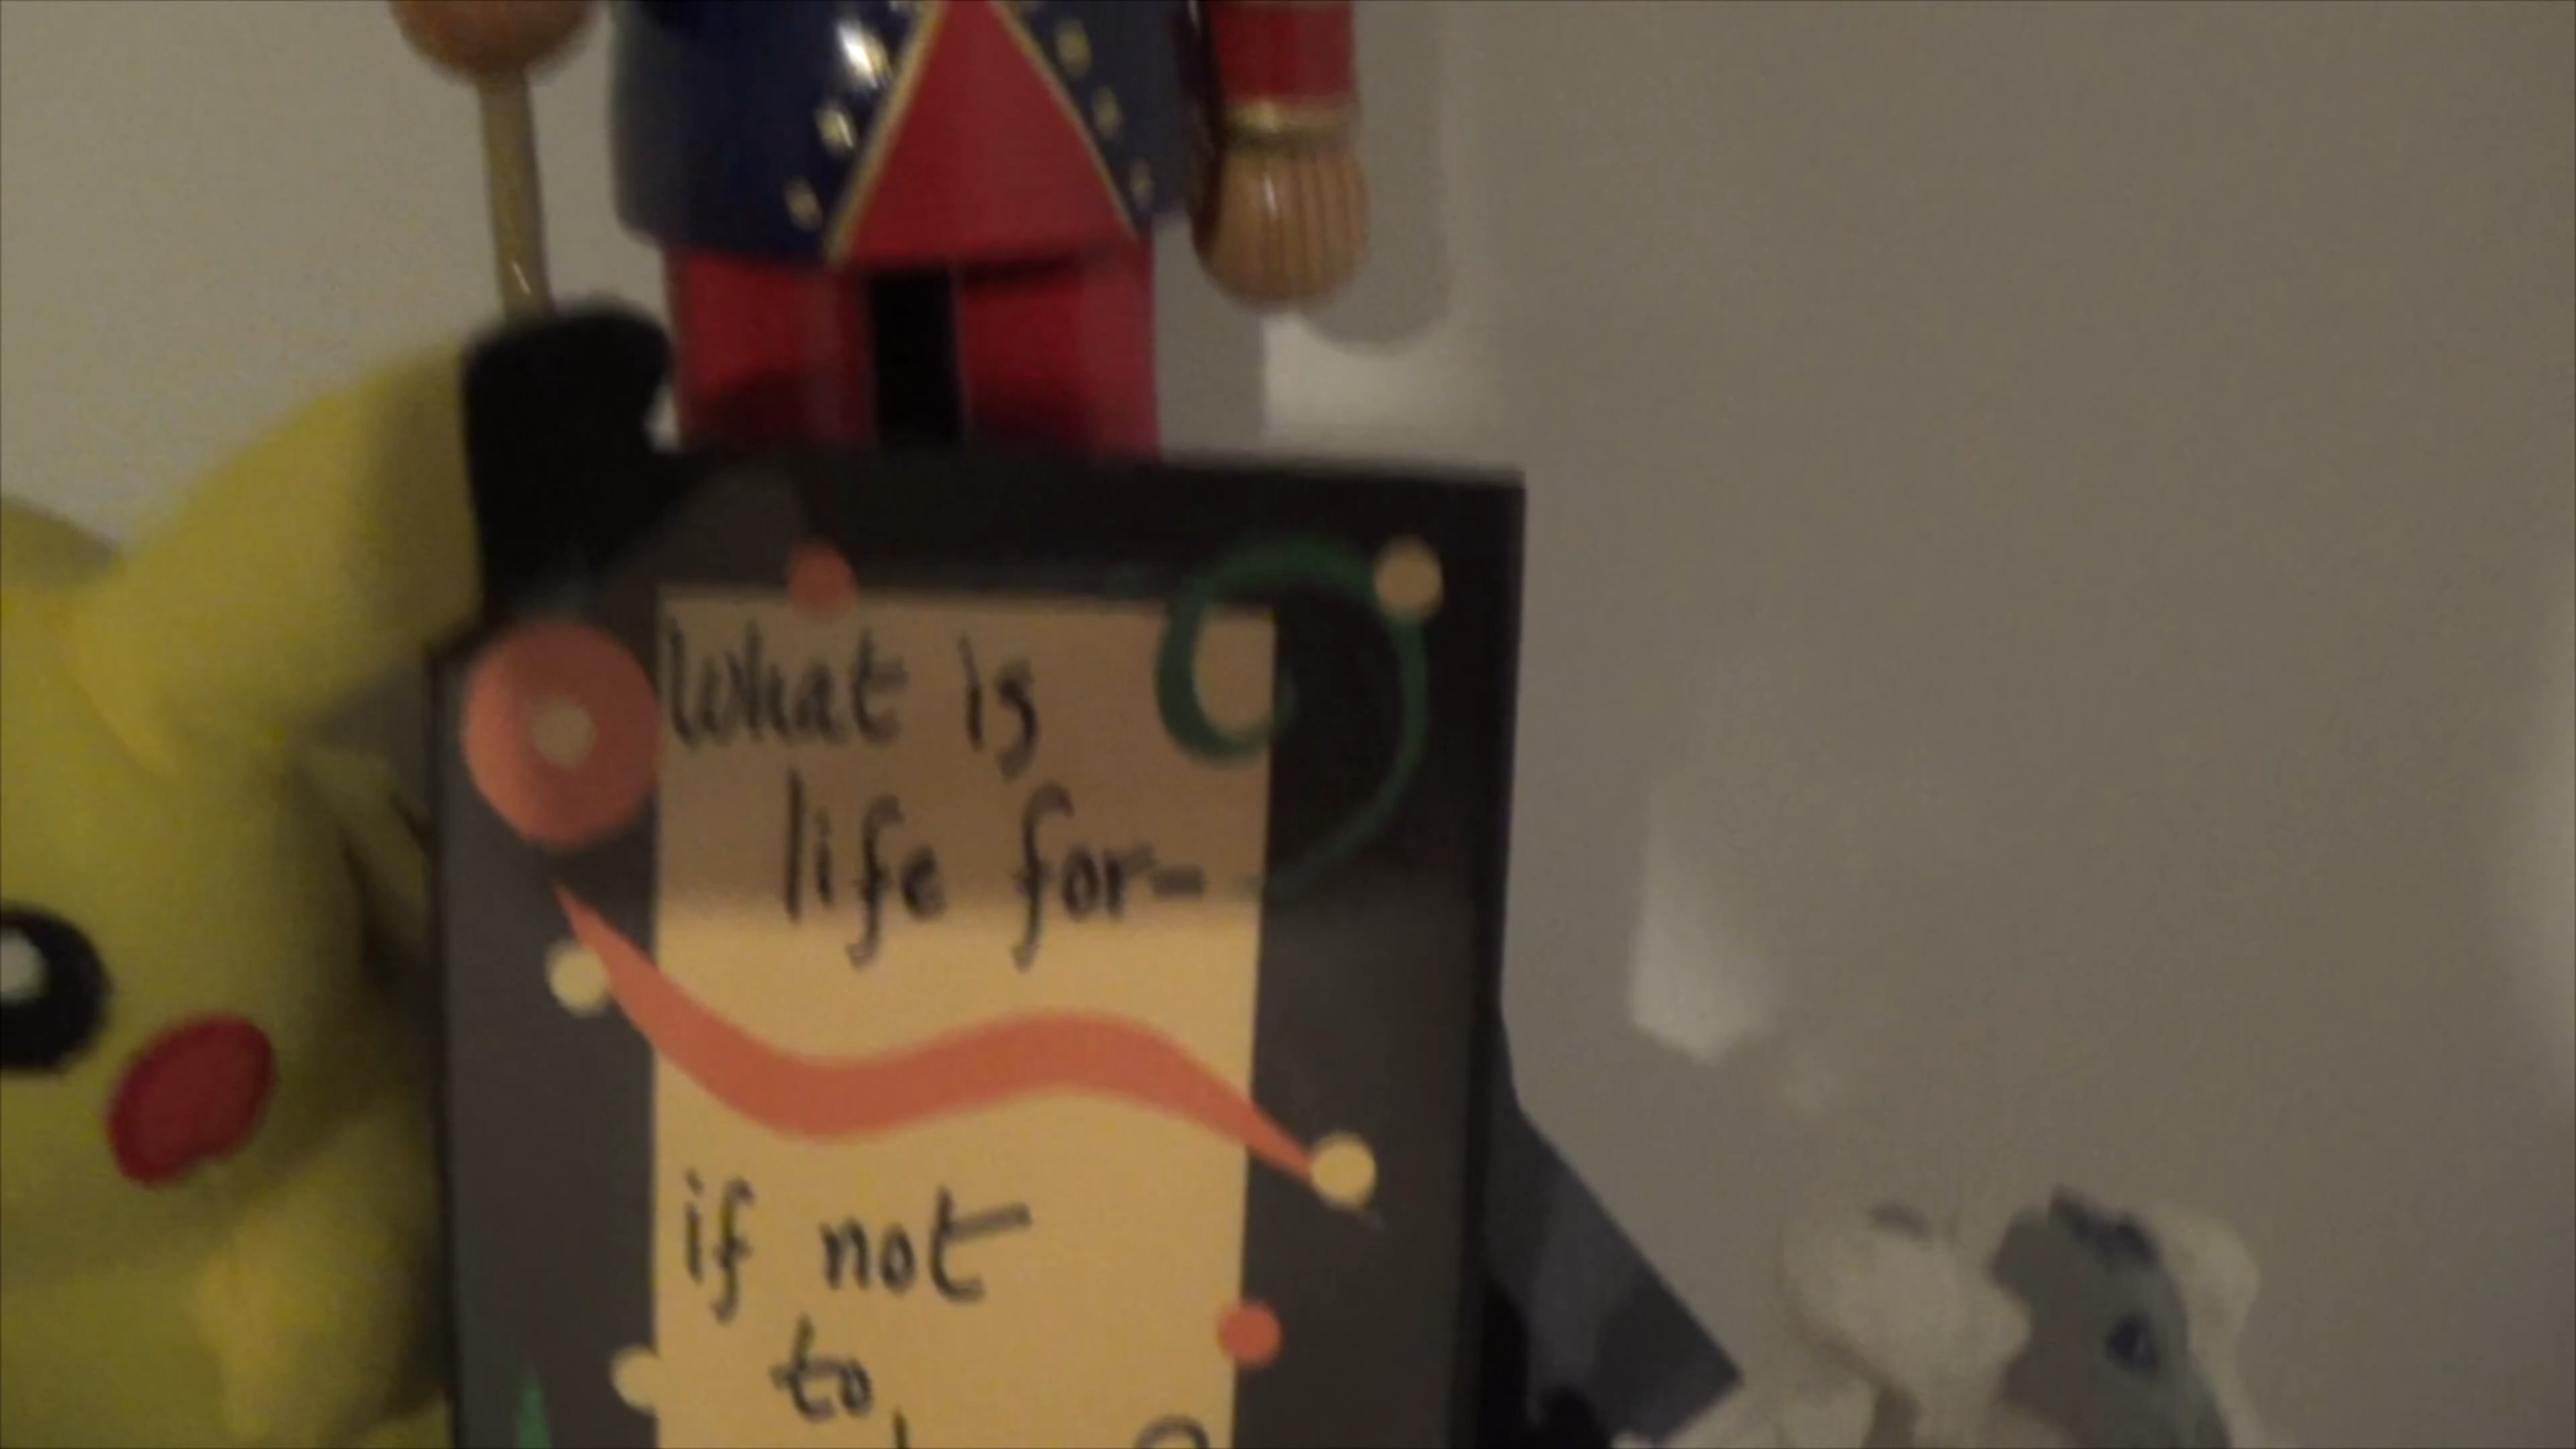 What is
life for-
if not
to